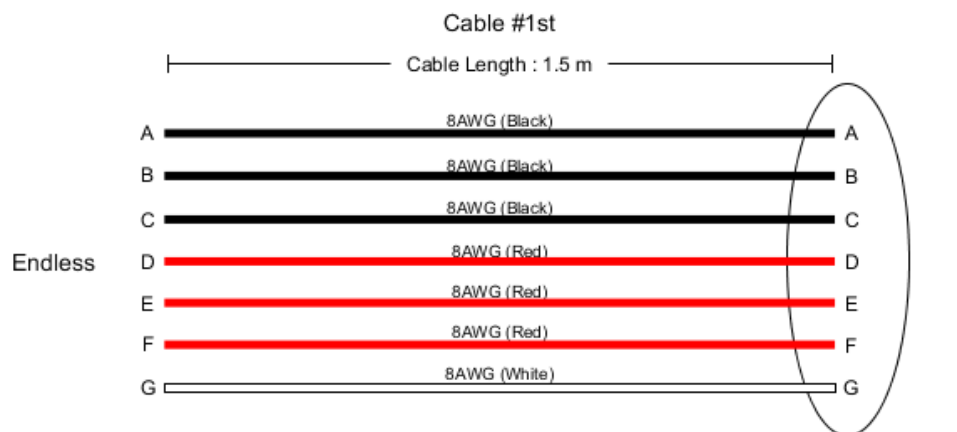 Cable #1st
Cable Length : 1.5 m
8AWG (Black)
A A
8AWG (Black)
B B
8AWG (Black)
C C
8AWG (Red)
Endless D D
8AWG (Red)
E E
8AWG (Red)
F F
8AWG (White)
G G